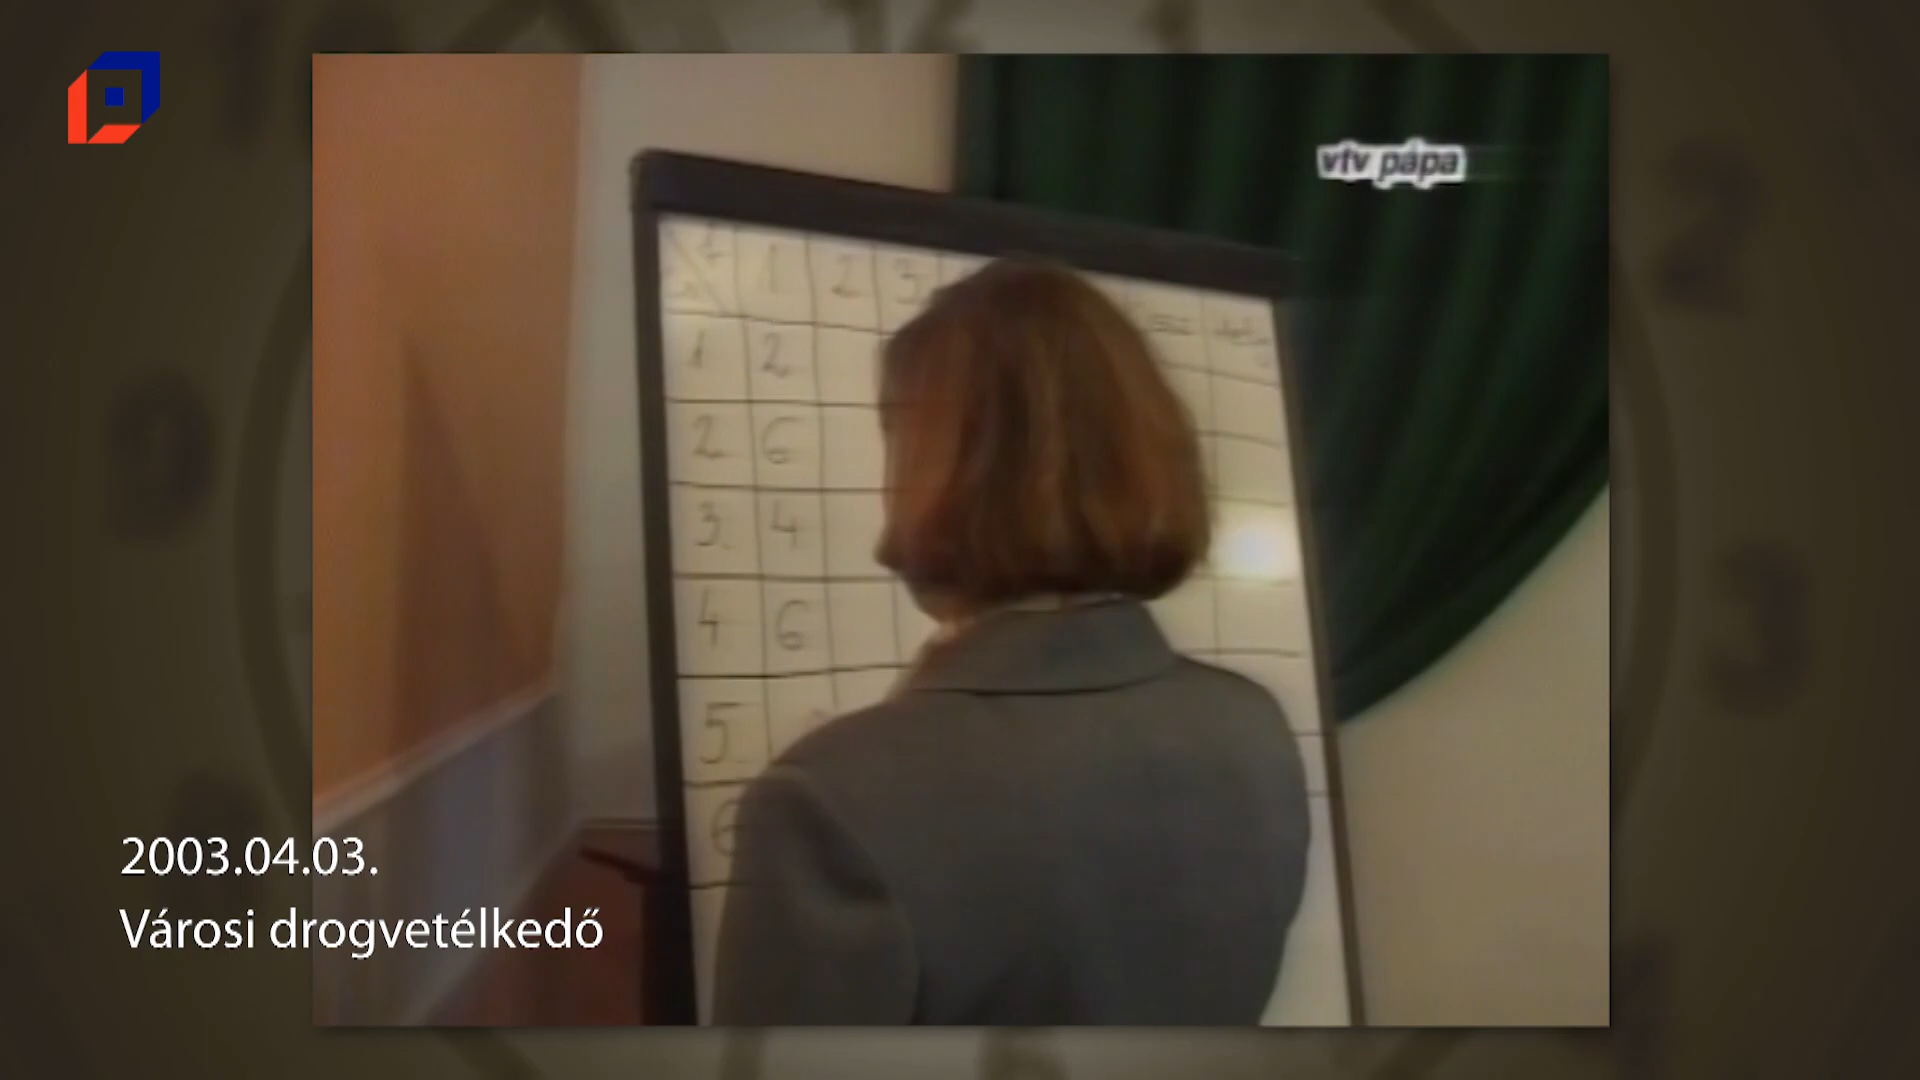 vtv pápa
1 2 3
1 2
2 6
3. 4
4 6
5.
6
2003.04.03.
Városi drogvetélkedő